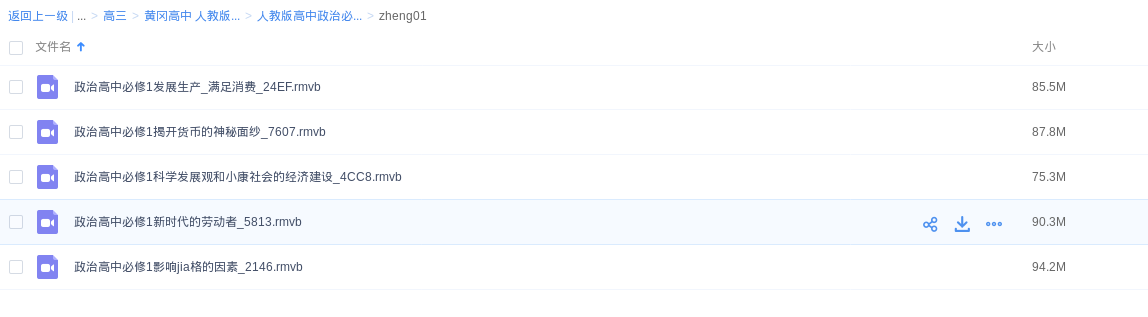 返回上一级 | ... > 高三 > 黄冈高中 人教版... > 人教版高中政治必... > zheng01
文件名 大小
政治高中必修1发展生产_满足消费_24EF.rmvb 85.5M
政治高中必修1揭开货币的神秘面纱_7607.rmvb 87.8M
政治高中必修1科学发展观和小康社会的经济建设_4CC8.rmvb 75.3M
政治高中必修1新时代的劳动者_5813.rmvb 90.3M
政治高中必修1影响jia格的因素_2146.rmvb 94.2M